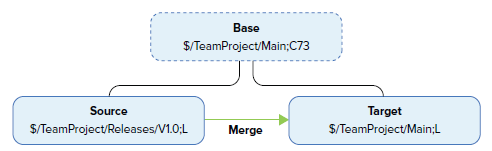 Base
$/TeamProject/Main;C73
Source
$/TeamProject/Releases/V1.0;L
Merge
Target
$/TeamProject/Main;L